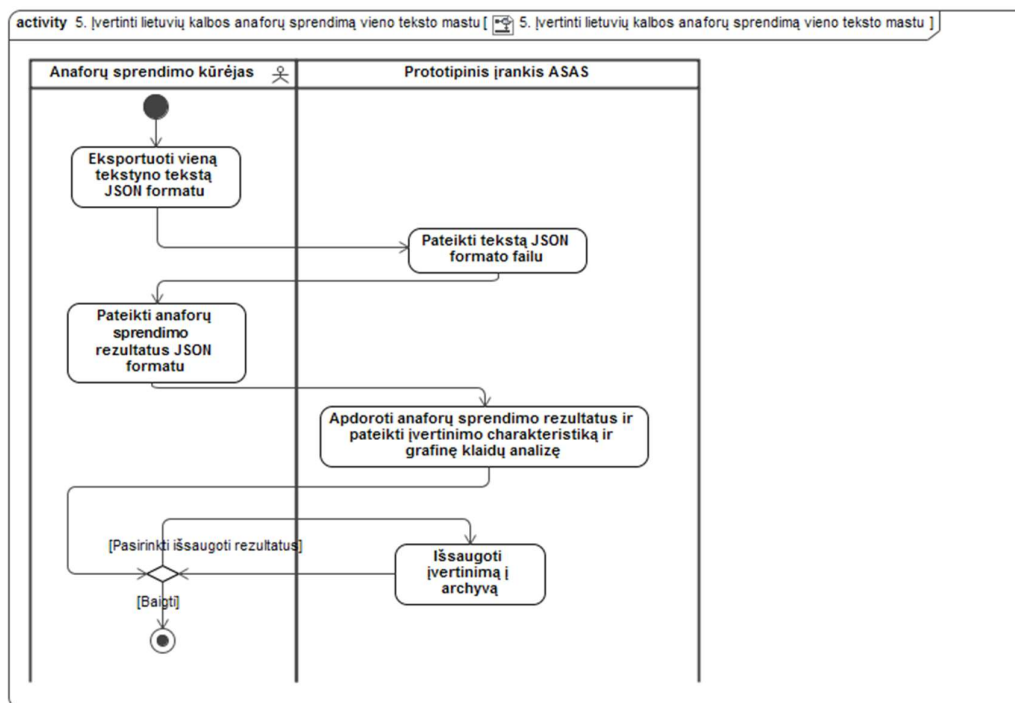 activity 5. Įvertinti lietuvių kalbos anaforų sprendimą vieno teksto mastu [ 5. Įvertinti lietuvių kalbos anaforų sprendimą vieno teksto mastu ]
Anaforų sprendimo kūrėjas
Prototipinis įrankis ASAS
Eksportuoti vieną
tekstyno tekstą
JSON formatu
Pateikti tekstą JSON
formato failu
Pateikti anaforų
sprendimo
rezultatus JSON
formatu
Apdoroti anaforų sprendimo rezultatus ir
pateikti įvertinimo charakteristiką ir
grafinę klaidų analizę
[Pasirinkti išsaugoti rezultatus]
Išsaugoti
įvertinimą į
archyvą
[Baigti]